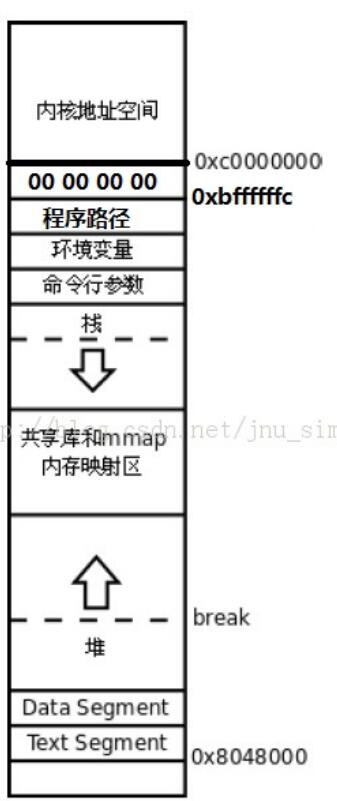 内核地址空间
0xc0000000
00 00 00 00
0xbffffffc
程序路径
环境变量
命令行参数
栈
共享库和mmap
内存映射区
p://blog.csdn.net/jnu_sim
break
堆
Data Segment
Text Segment
0x8048000